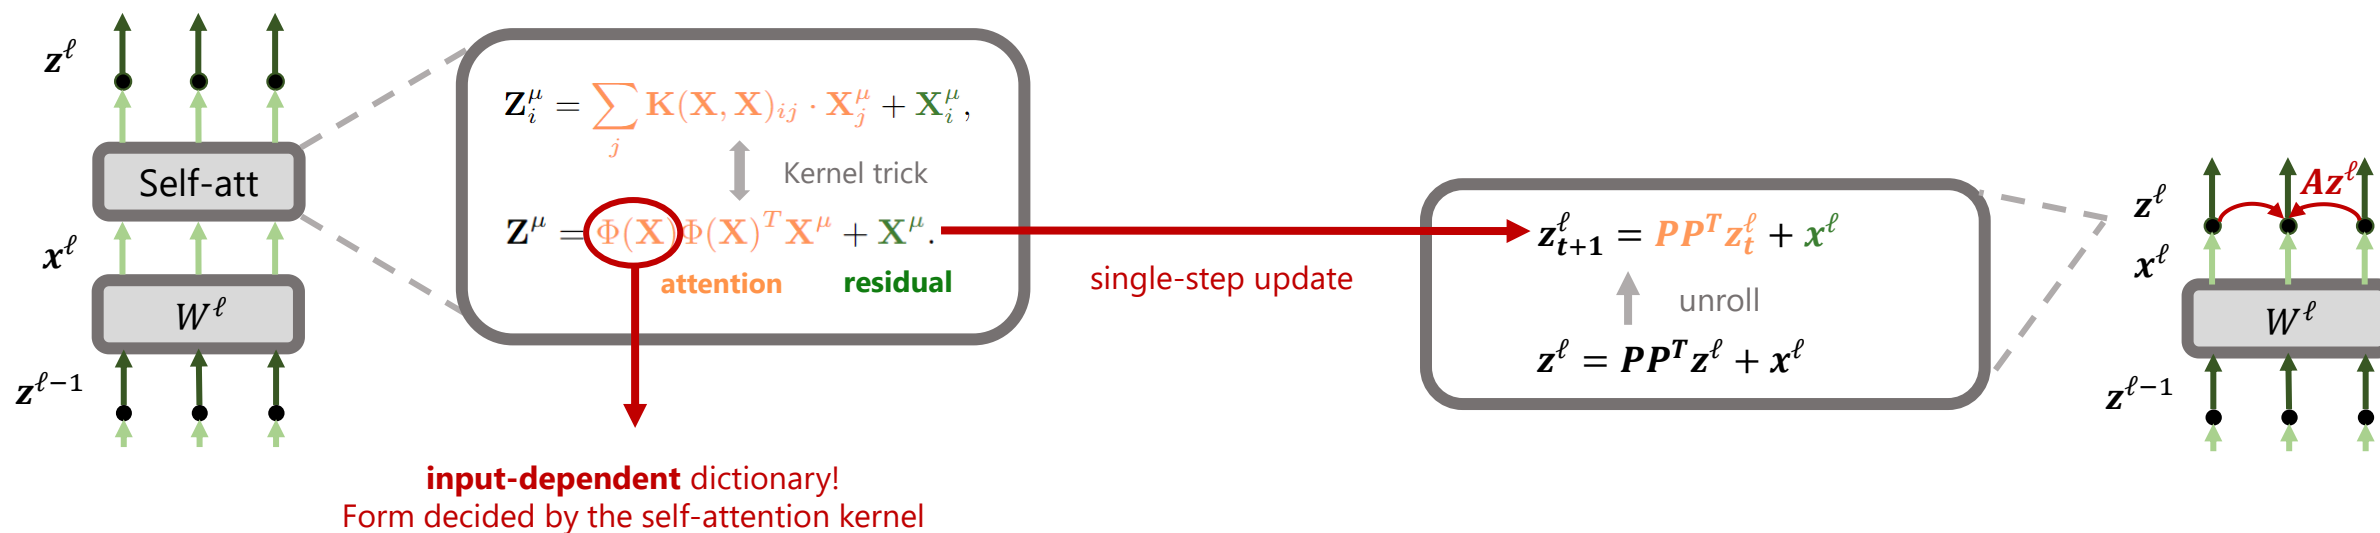 z^ℓ
Self-att
x^ℓ
W^ℓ
z^{ℓ−1}
Z_i^μ = ∑_j K(X, X)_{ij} · X_j^μ + X_i^μ,
Kernel trick
Z^μ = Φ(X)Φ(X)^T X^μ + X^μ.
attention residual
input-dependent dictionary!
Form decided by the self-attention kernel
single-step update
z_{t+1}^ℓ = PP^T z_t^ℓ + x^ℓ
unroll
z^ℓ = PP^T z^ℓ + x^ℓ
Az^ℓ
z^ℓ
x^ℓ
W^ℓ
z^{ℓ−1}